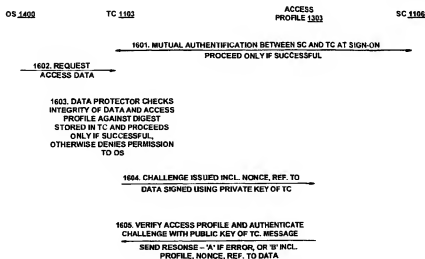 OS 1400
TC 1103
ACCESS
PROFILE 1303
SC 1106
1601. MUTUAL AUTHENTIFICATION BETWEEN SC AND TC AT SIGN-ON
PROCEED ONLY IF SUCCESSFUL
1602. REQUEST
ACCESS DATA
1603. DATA PROTECTOR CHECKS
INTEGRITY OF DATA AND ACCESS
PROFILE AGAINST DIGEST
STORED IN TC AND PROCEEDS
ONLY IF SUCCESSFUL,
OTHERWISE DENIES PERMISSION
TO OS
1604. CHALLENGE ISSUED INCL. NONCE, REF. TO
DATA SIGNED USING PRIVATE KEY OF TC
1605. VERIFY ACCESS PROFILE AND AUTHENTICATE
CHALLENGE WITH PUBLIC KEY OF TC. MESSAGE
SEND RESONSE – 'A' IF ERROR, OR 'B' INCL.
PROFILE, NONCE, REF. TO DATA